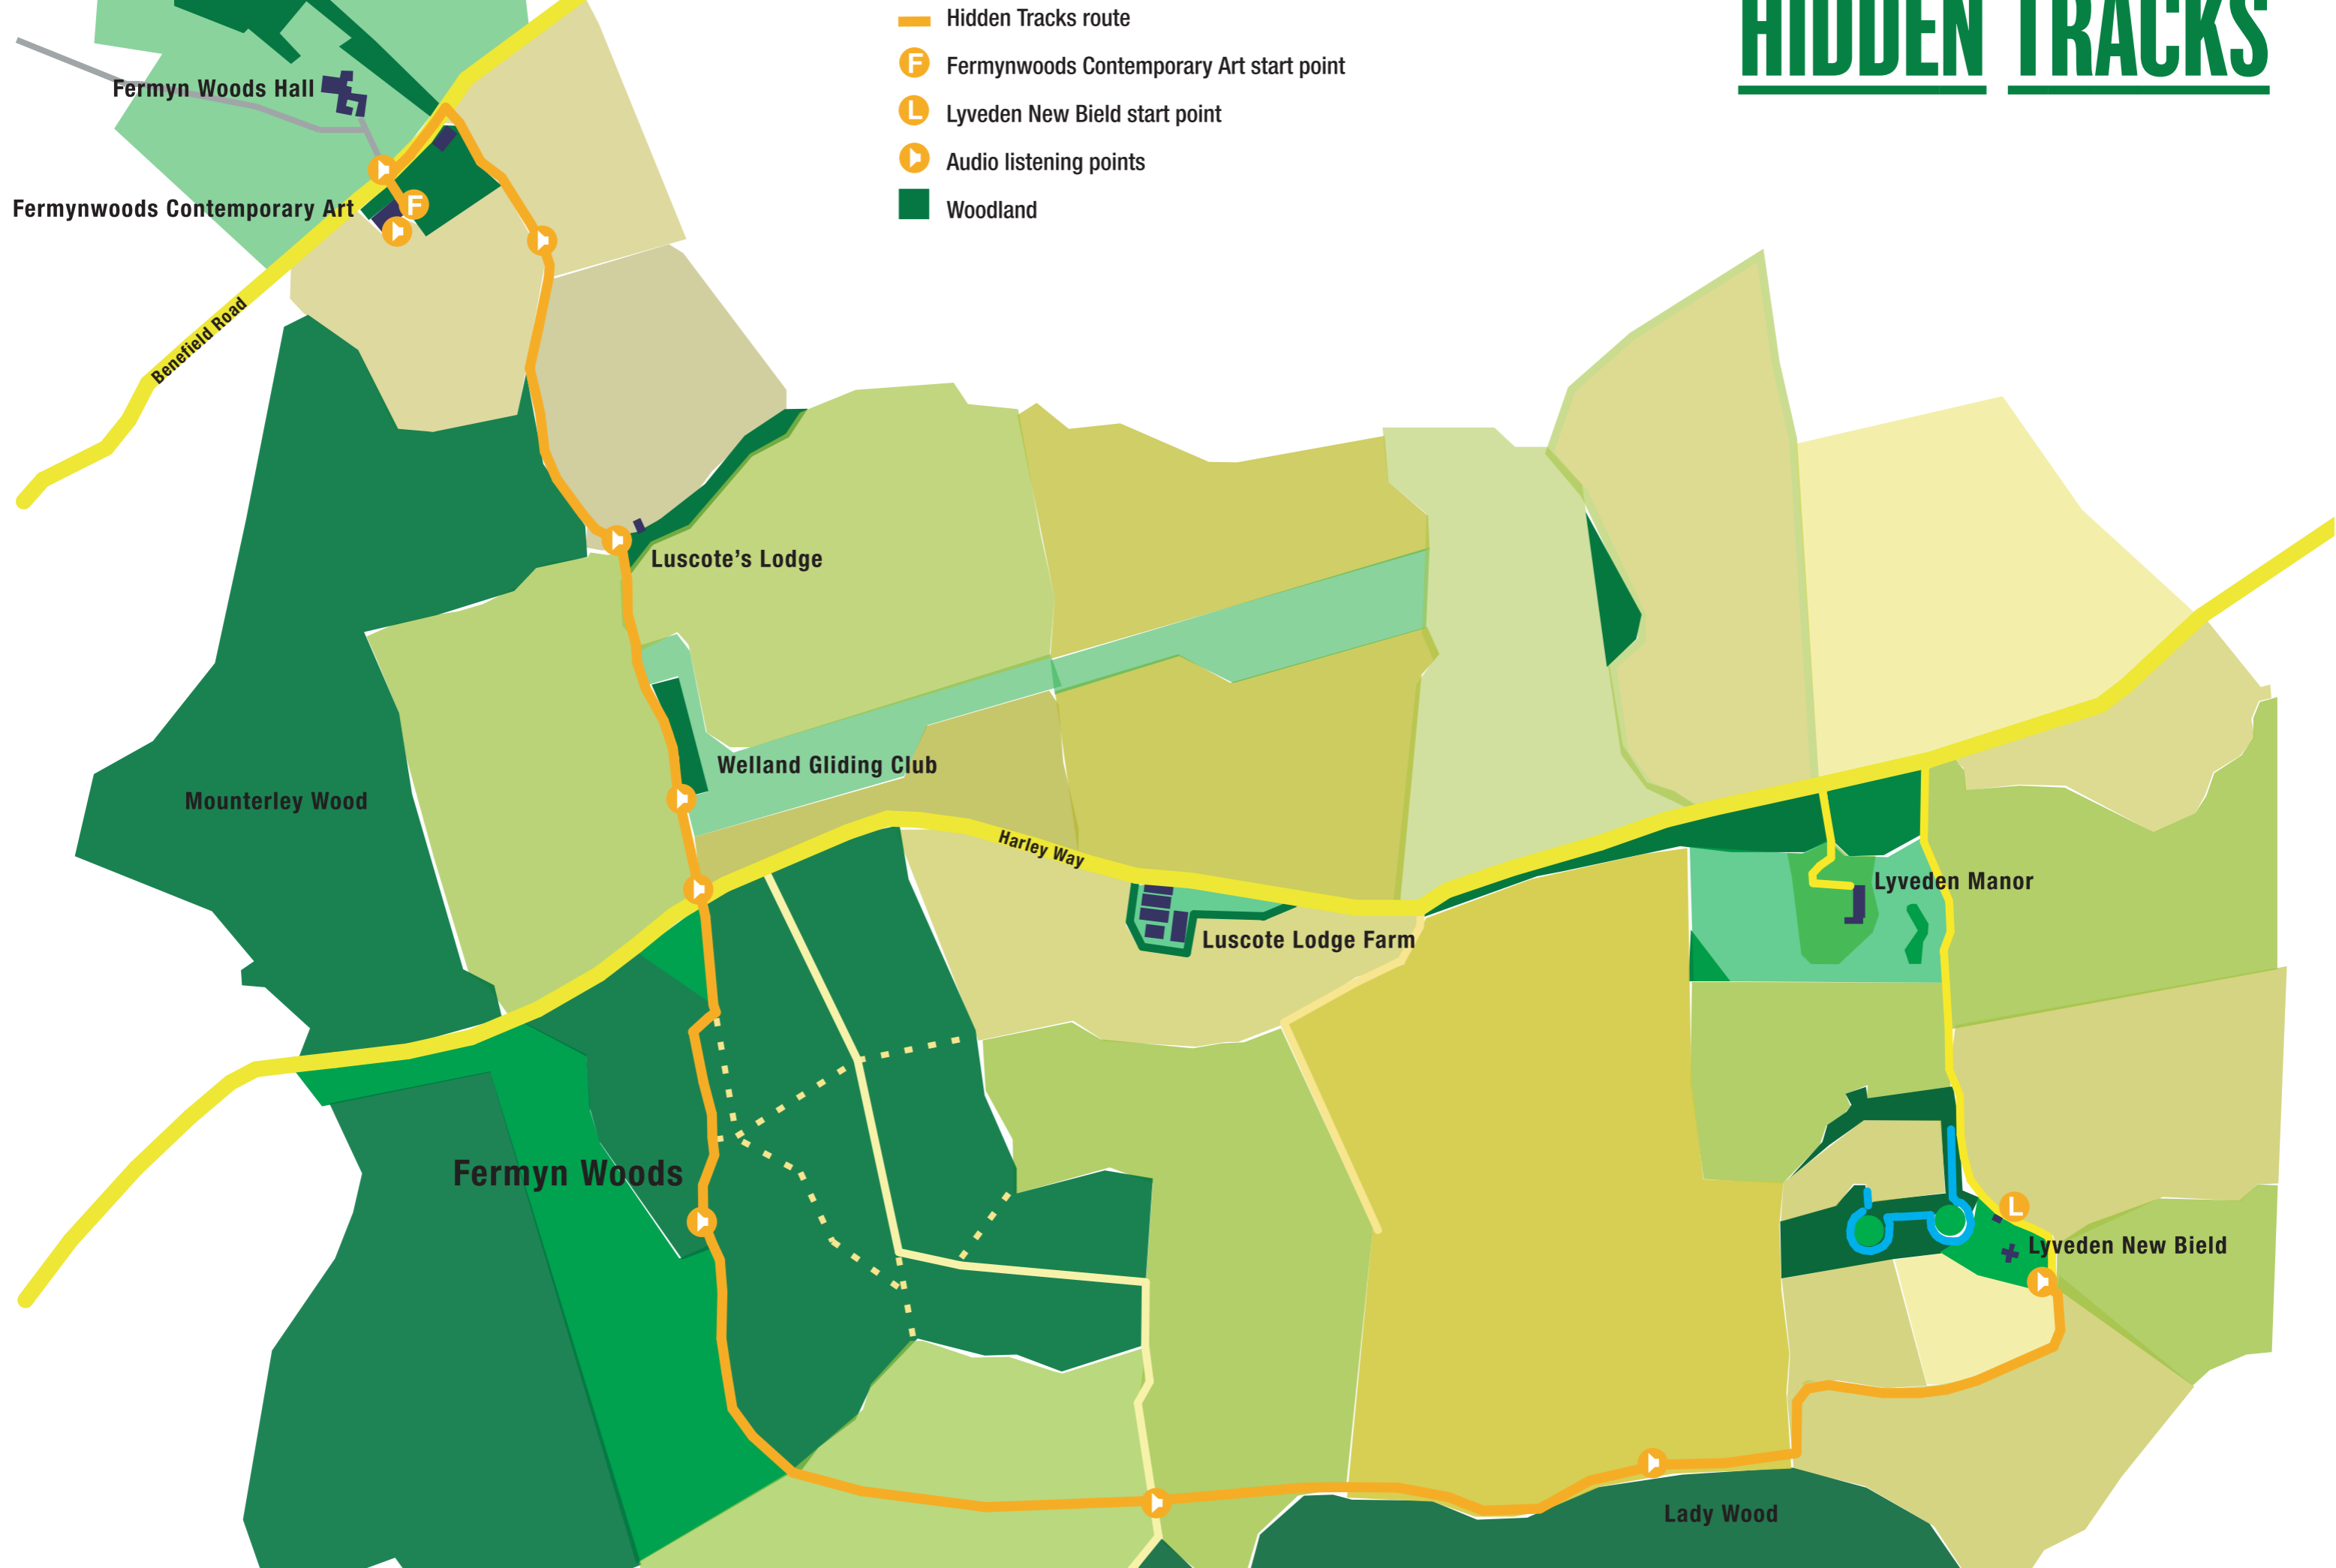 HIDDEN TRACKS
Hidden Tracks route
F Fermynwoods Contemporary Art start point
L Lyveden New Bield start point
Audio listening points
Woodland
Fermyn Woods Hall
Fermynwoods Contemporary Art
F
Benefield Road
Luscote’s Lodge
Welland Gliding Club
Mounterley Wood
Harley Way
Lyveden Manor
Luscote Lodge Farm
Fermyn Woods
L
Lyveden New Bield
Lady Wood